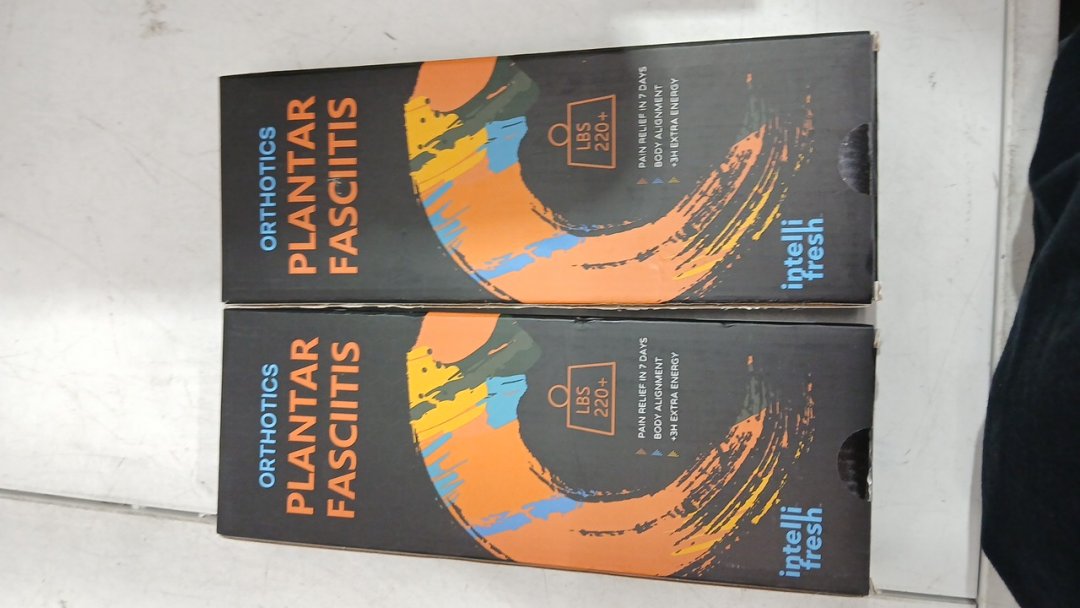 ORTHOTICS
PLANTAR
FASCIITIS
LBS
220+
PAIN RELIEF IN 7 DAYS
BODY ALIGNMENT
+3H EXTRA ENERGY
intelli
fresh
ORTHOTICS
PLANTAR
FASCIITIS
LBS
220+
PAIN RELIEF IN 7 DAYS
BODY ALIGNMENT
+3H EXTRA ENERGY
intelli
fresh